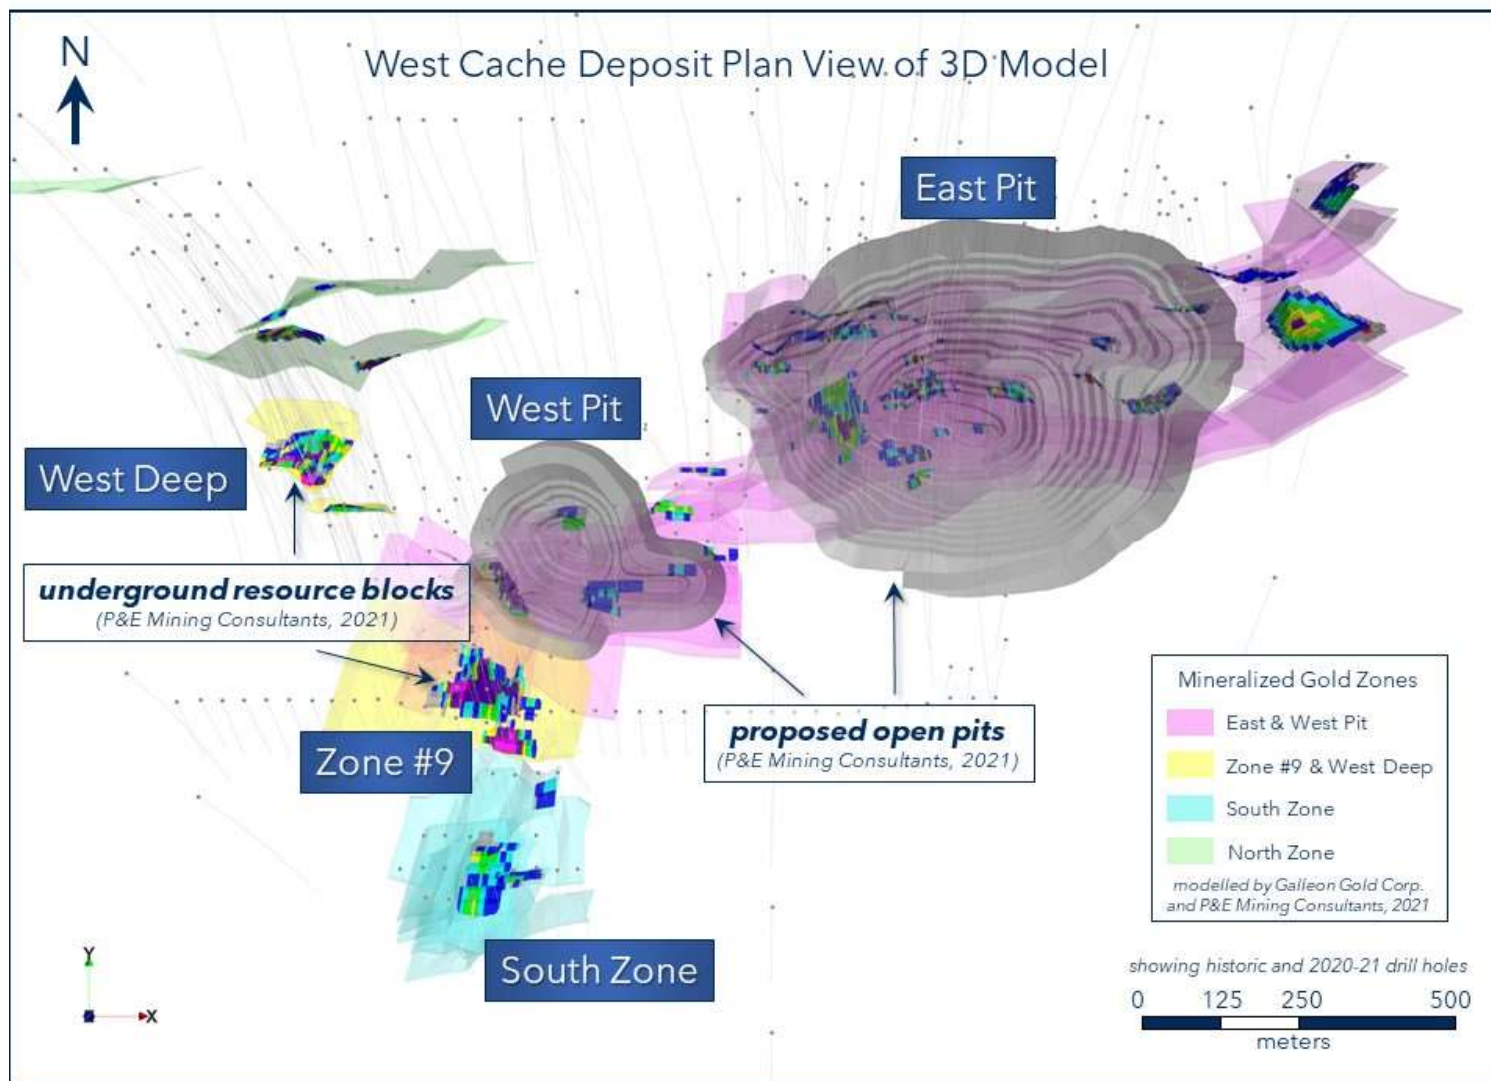 N
West Cache Deposit Plan View of 3D Model
East Pit
West Pit
West Deep
underground resource blocks
(P&E Mining Consultants, 2021)
Zone #9
proposed open pits
(P&E Mining Consultants, 2021)
South Zone
Mineralized Gold Zones
East & West Pit
Zone #9 & West Deep
South Zone
North Zone
modelled by Galleon Gold Corp.
and P&E Mining Consultants, 2021
showing historic and 2020-21 drill holes
0 125 250 500
meters
Y
X